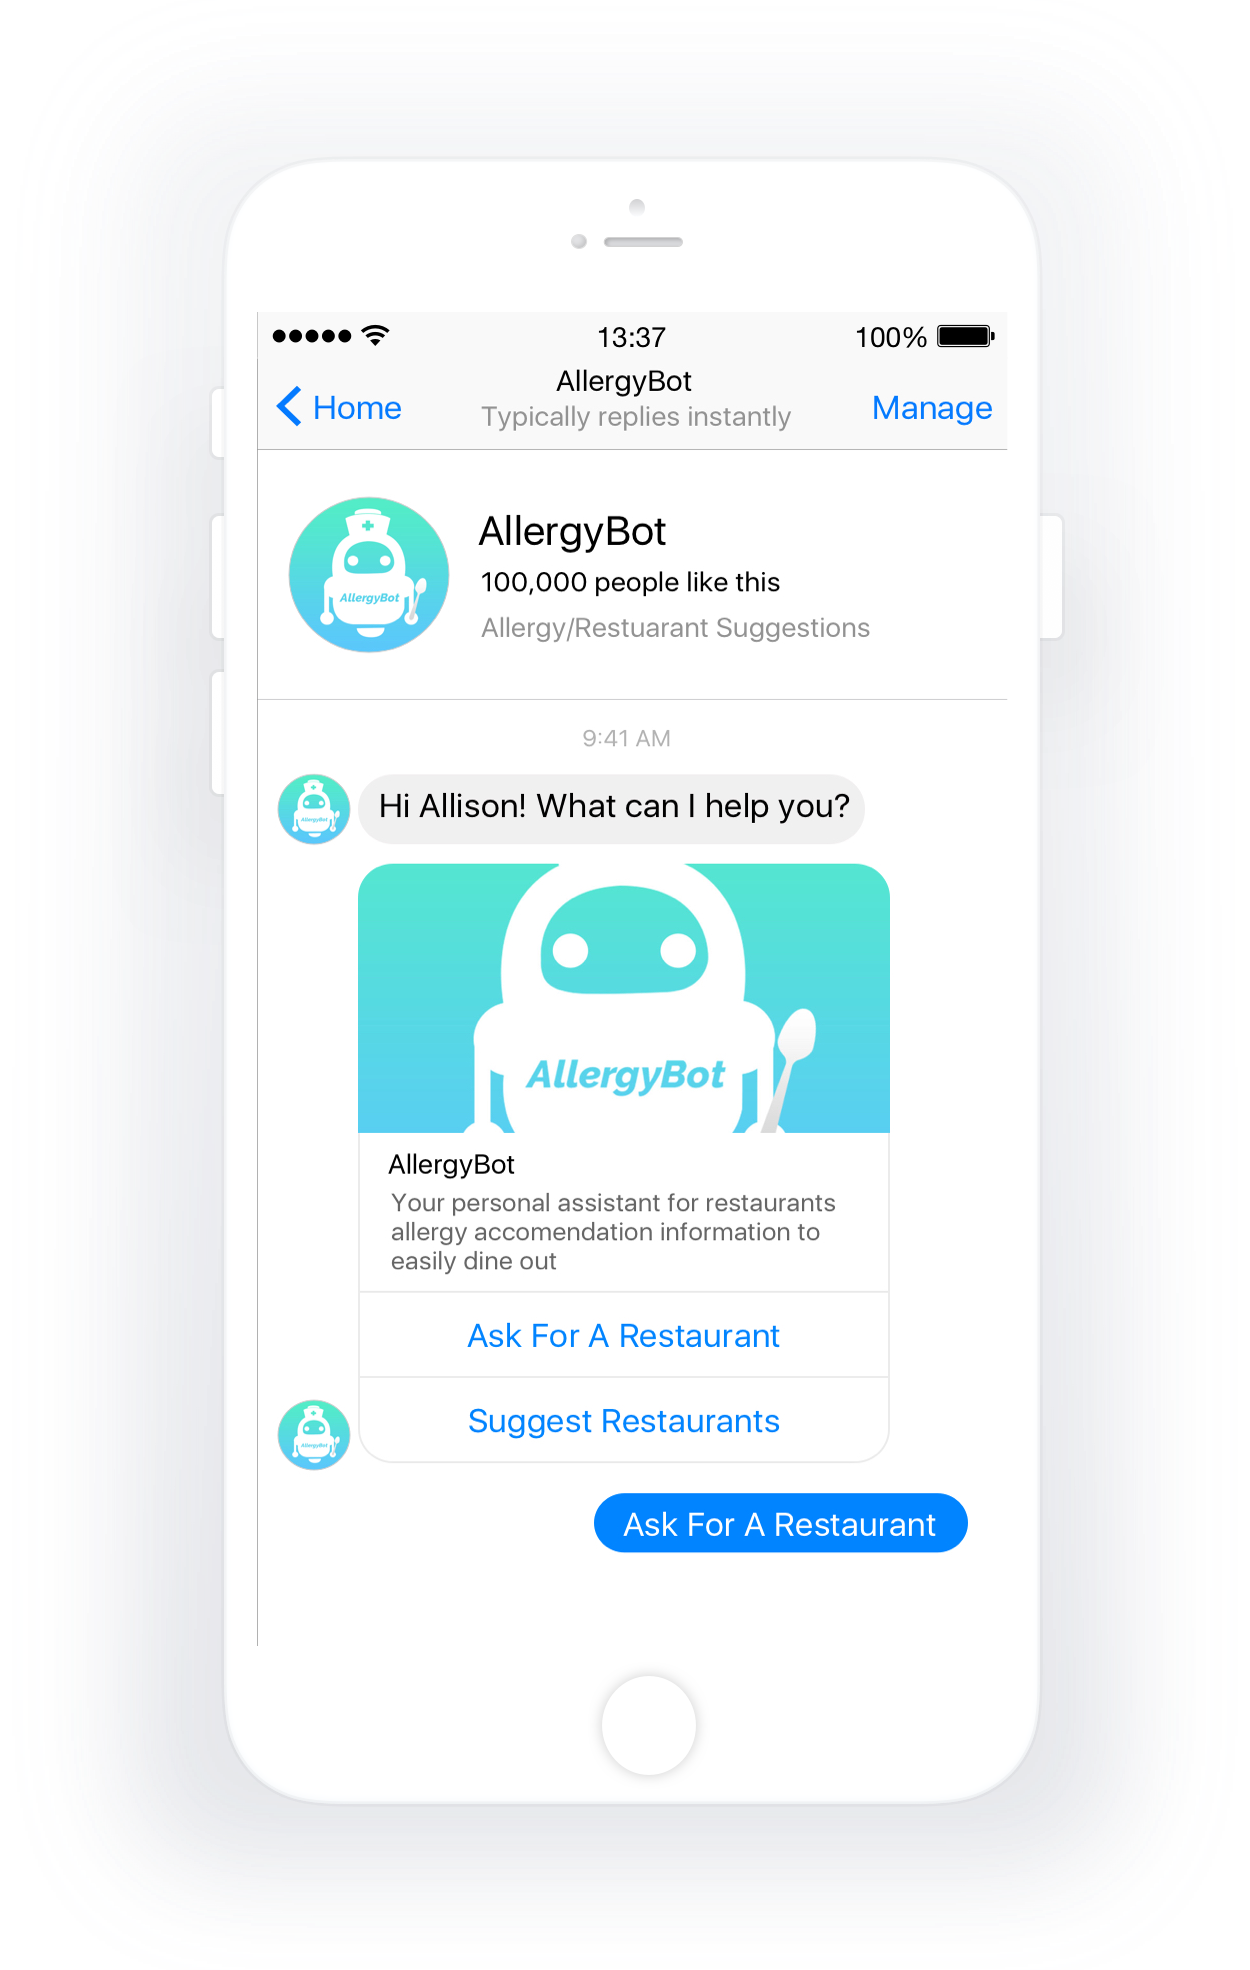 13:37
100%
Home
AllergyBot
Typically replies instantly
Manage
AllergyBot
AllergyBot
100,000 people like this
Allergy/Restuarant Suggestions
9:41 AM
AllergyBot
Hi Allison! What can I help you?
AllergyBot
AllergyBot
Your personal assistant for restaurants
allergy accomendation information to
easily dine out
Ask For A Restaurant
AllergyBot
Suggest Restaurants
Ask For A Restaurant